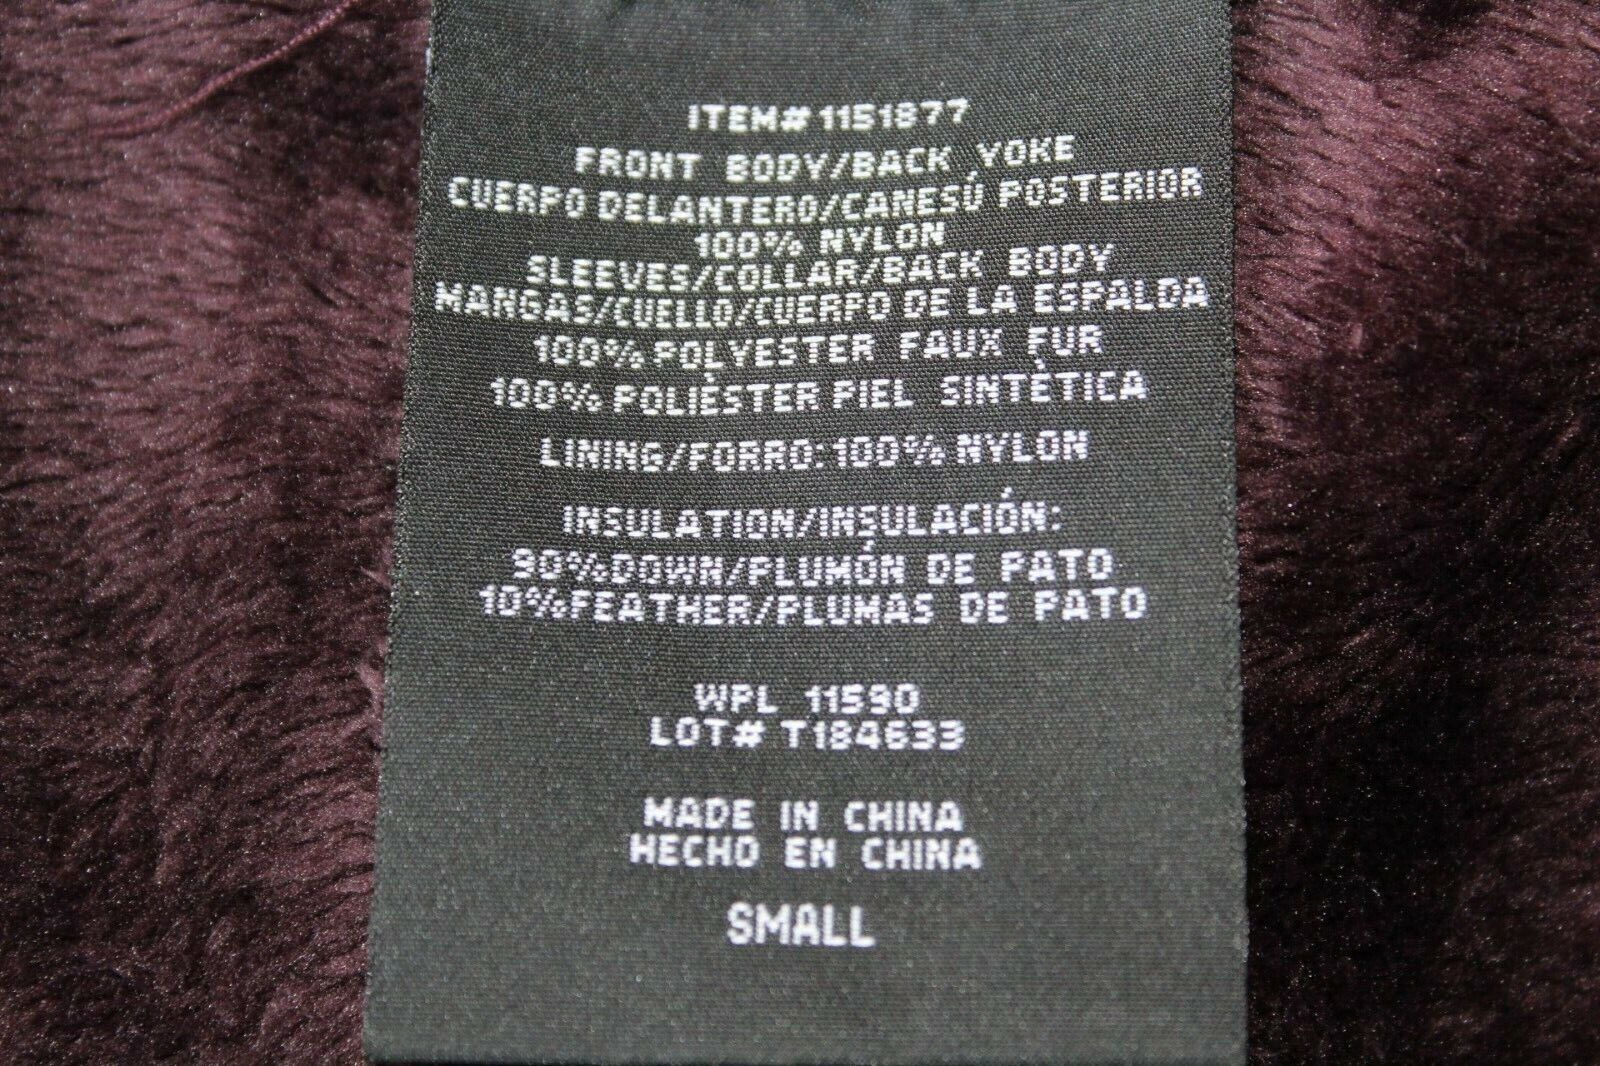 ITEM# 1151877
FRONT BODY/BACK YOKE
CUERPO DELANTERO/CANESÚ POSTERIOR
100% NYLON
SLEEVES/COLLAR/BACK BODY
MANGAS/CUELLO/CUERPO DE LA ESPALDA
100% POLYESTER FAUX FUR
100% POLIÉSTER PIEL SINTÉTICA
LINING/FORRO: 100% NYLON
INSULATION/INSULACIÓN:
90% DOWN/PLUMÓN DE PATO
10% FEATHER/PLUMAS DE PATO
WPL 11590
LOT# T184633
MADE IN CHINA
HECHO EN CHINA
SMALL